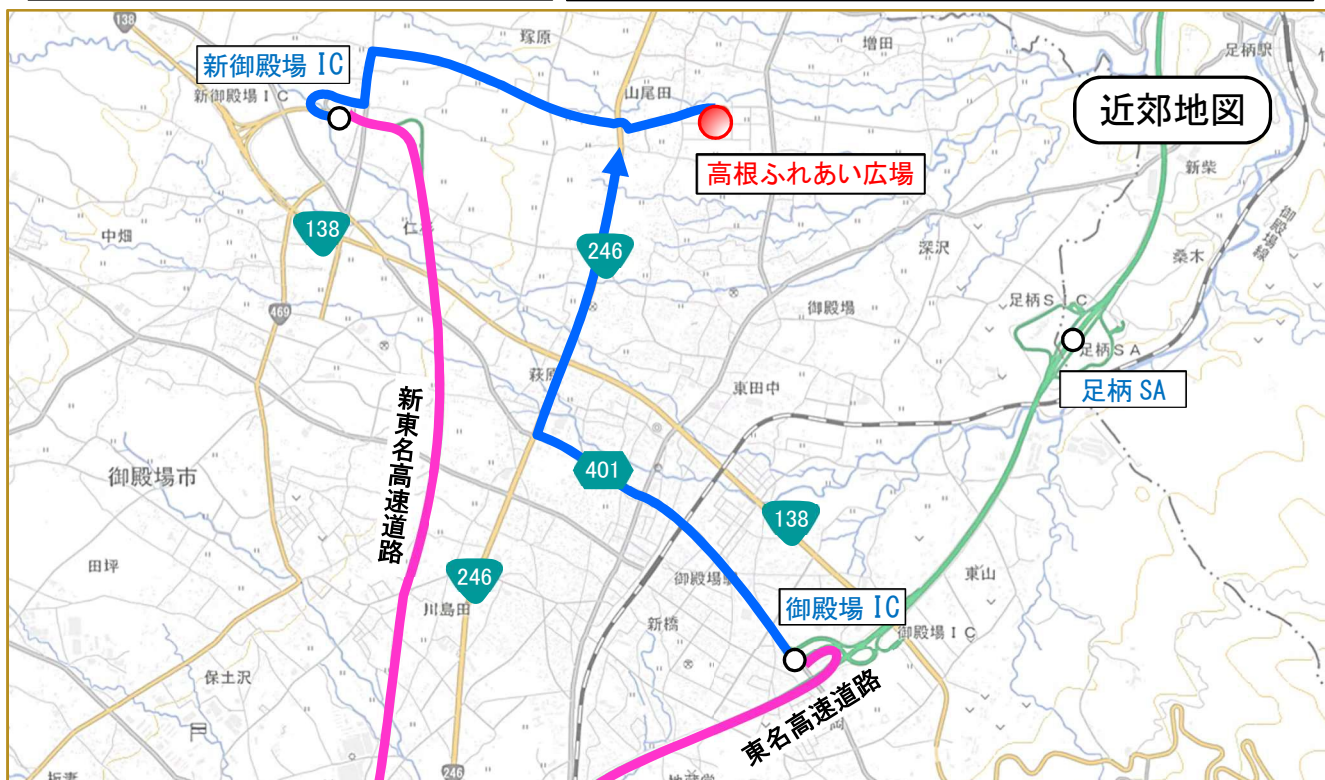 138
塚原
増田
足柄駅
新御殿場 IC
新御殿場IC
山尾田
近郊地図
高根ふれあい広場
新柴
138
仁杉
中畑
246
深沢
桑木
御殿場線
469
御殿場
足柄SIC
足柄SA
足柄 SA
萩原
東田中
新東名高速道路
401
御殿場市
138
田坪
246
川島田
御殿場駅
東山
御殿場 IC
新橋
御殿場IC
保土沢
東名高速道路
246
板妻
地蔵堂